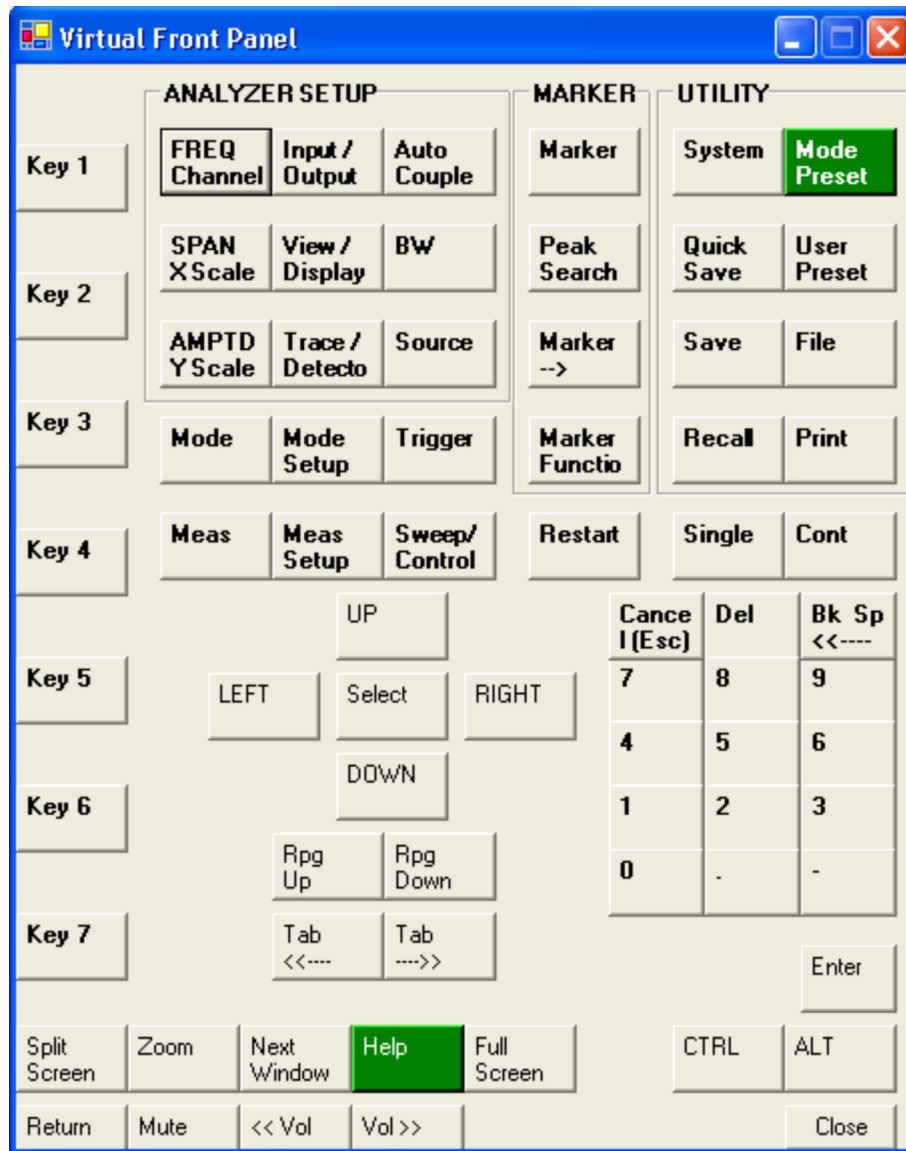 Virtual Front Panel
ANALYZER SETUP MARKER UTILITY
Key 1
FREQ
Channel
Input /
Output
Auto
Couple
Marker
System
Mode
Preset
Key 2
SPAN
X Scale
View /
Display
BW
Peak
Search
Quick
Save
User
Preset
Key 3
AMPTD
Y Scale
Trace /
Detecto
Source
Marker
-->
Save
File
Mode
Mode
Setup
Trigger
Marker
Functio
Recall
Print
Key 4
Meas
Meas
Setup
Sweep/
Control
Restart
Single
Cont
UP
Cance
l (Esc)
Del
Bk Sp
<<----
Key 5
LEFT
Select
RIGHT
7 8 9
DOWN
4 5 6
Key 6
1 2 3
Rpg
Up
Rpg
Down
0 . -
Key 7
Tab
<<----
Tab
---->>
Enter
Split
Screen
Zoom
Next
Window
Help
Full
Screen
CTRL
ALT
Return
Mute
<< Vol
Vol >>
Close